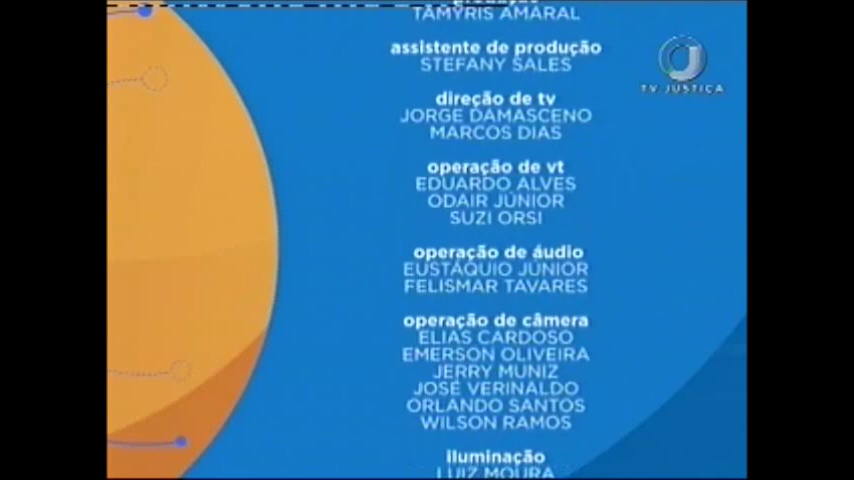 produção
TAMYRIS AMARAL
assistente de produção
STEFANY SALES
direção de tv
JORGE DAMASCENO
MARCOS DIAS
operação de vt
EDUARDO ALVES
ODAIR JÚNIOR
SUZI ORSI
operação de áudio
EUSTÁQUIO JÚNIOR
FELISMAR TAVARES
operação de câmera
ELIAS CARDOSO
EMERSON OLIVEIRA
JERRY MUNIZ
JOSÉ VERINALDO
ORLANDO SANTOS
WILSON RAMOS
iluminação
LUIZ MOURA
TV JUSTIÇA